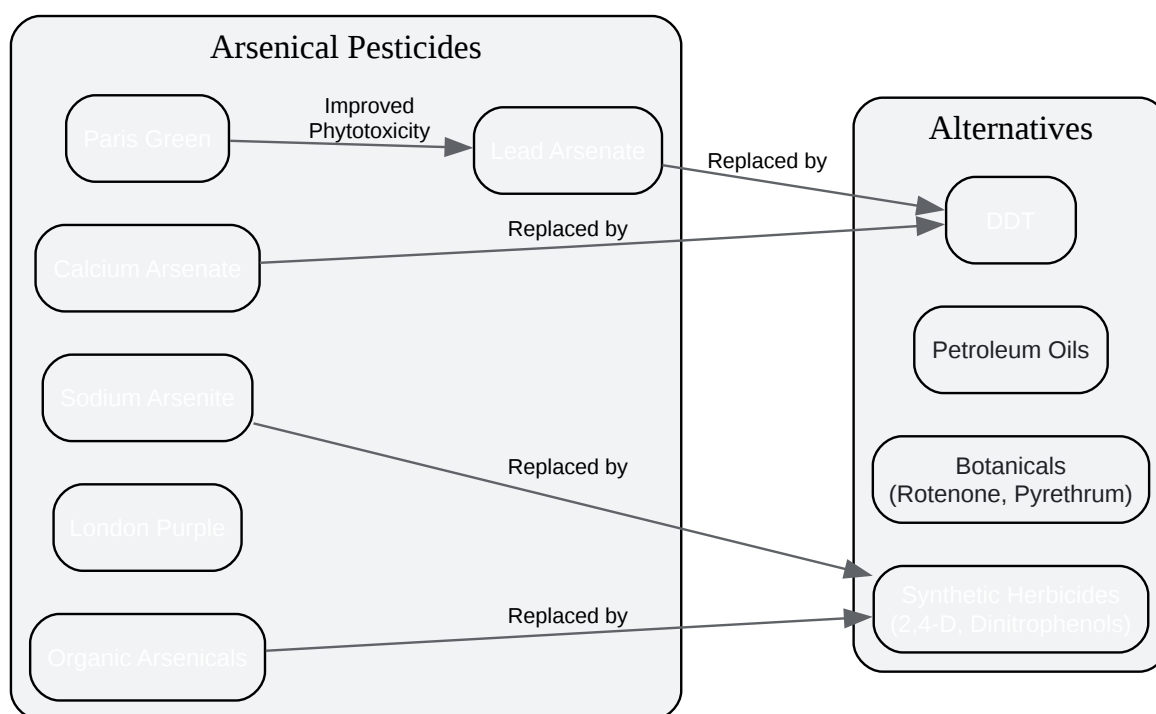 Arsenical Pesticides
Paris Green
Improved
Phytotoxicity
Lead Arsenate
Replaced by
Calcium Arsenate
Replaced by
Sodium Arsenite
Replaced by
London Purple
Organic Arsenicals
Replaced by
Alternatives
DDT
Petroleum Oils
Botanicals
(Rotenone, Pyrethrum)
Synthetic Herbicides
(2,4-D, Dinitrophenols)